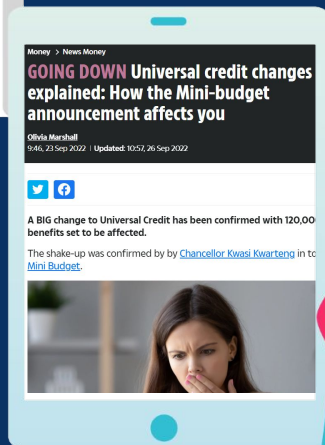 Money > News Money
GOING DOWN Universal credit changes
explained: How the Mini-budget
announcement affects you
Olivia Marshall
9:46, 23 Sep 2022 | Updated: 10:57, 26 Sep 2022
A BIG change to Universal Credit has been confirmed with 120,00
benefits set to be affected.
The shake-up was confirmed by by Chancellor Kwasi Kwarteng in
Mini Budget.